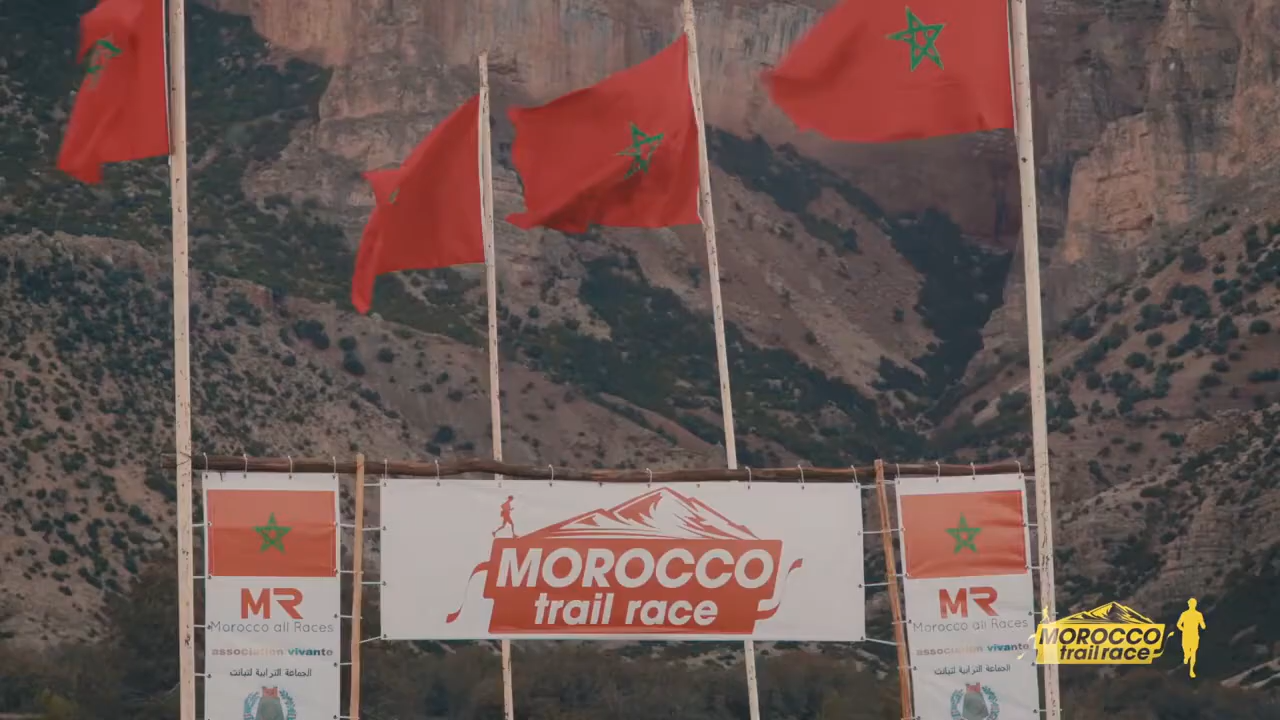 MOROCCO
trail race
MR
Morocco all Races
association vivante
الجماعة الترابية لتبانت
MR
Morocco all Races
association vivante
الجماعة الترابية لتبانت
MOROCCO
trail race